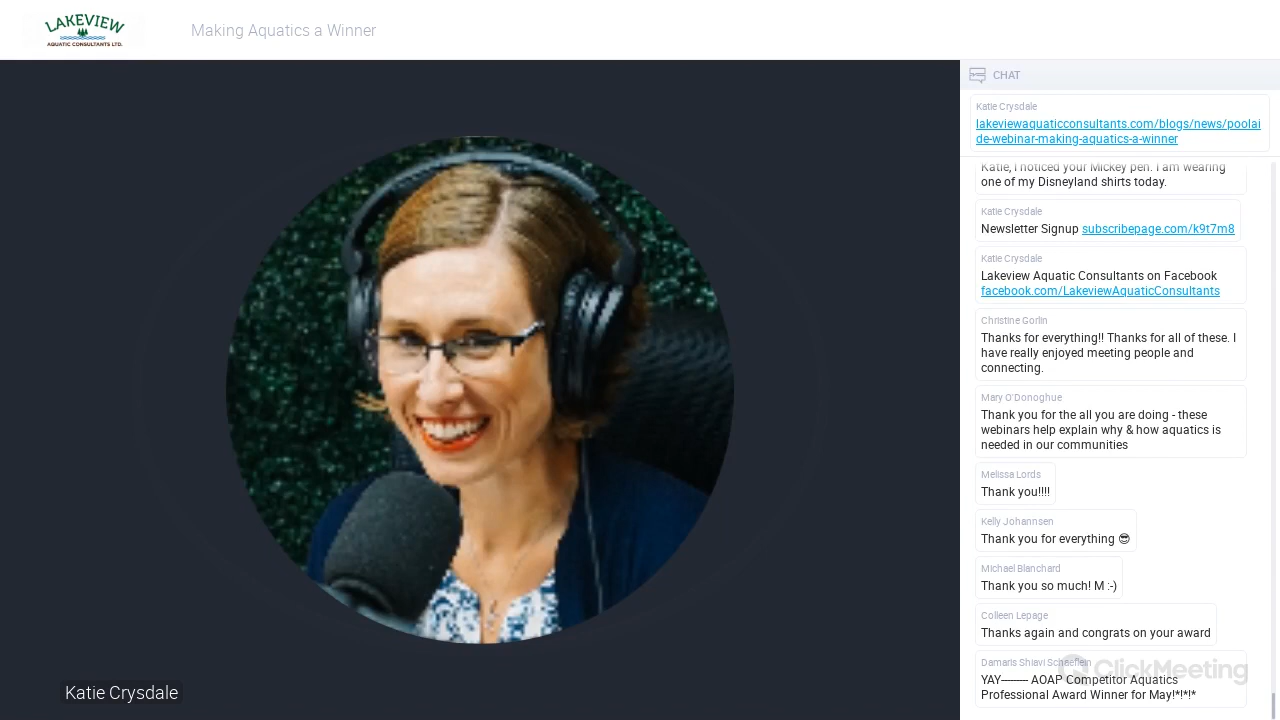 LAKEVIEW
AQUATIC CONSULTANTS LTD.
Making Aquatics a Winner
Katie Crysdale
CHAT
Katie Crysdale
lakeviewaquaticconsultants.com/blogs/news/poolai
de-webinar-making-aquatics-a-winner
Katie, I noticed your Mickey pen. I am wearing
one of my Disneyland shirts today.
Katie Crysdale
Newsletter Signup subscribepage.com/k9t7m8
Katie Crysdale
Lakeview Aquatic Consultants on Facebook
facebook.com/LakeviewAquaticConsultants
Christine Gorlin
Thanks for everything!! Thanks for all of these. I
have really enjoyed meeting people and
connecting.
Mary O'Donoghue
Thank you for the all you are doing - these
webinars help explain why & how aquatics is
needed in our communities
Melissa Lords
Thank you!!!!
Kelly Johannsen
Thank you for everything 😎
Michael Blanchard
Thank you so much! M :-)
Colleen Lepage
Thanks again and congrats on your award
Damaris Shiavi Schaeflein
YAY-------- AOAP Competitor Aquatics
Professional Award Winner for May!*!*!*
ClickMeeting